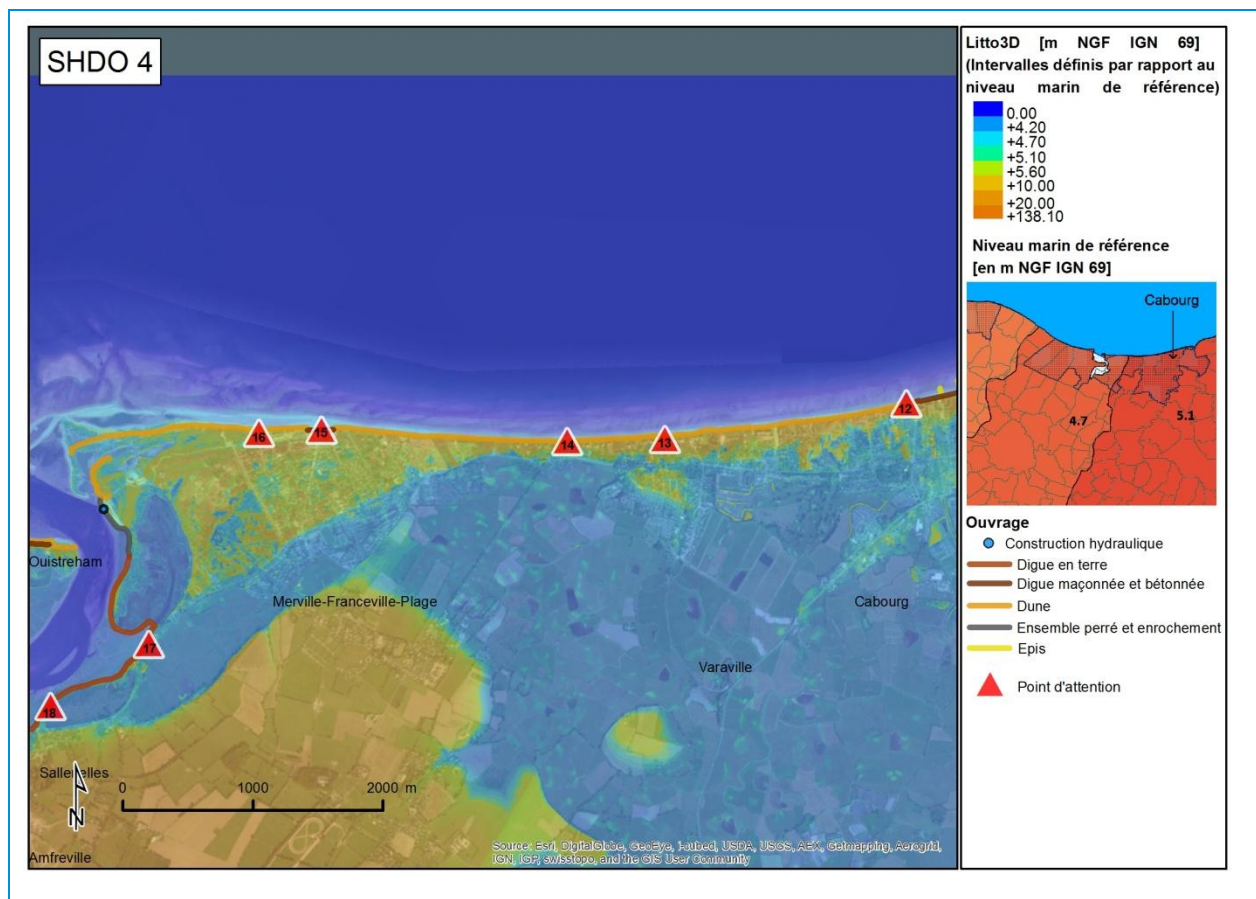 SHDO 4
12
16
15
14
13
Ouistreham
Merville-Franceville-Plage
Cabourg
17
Varaville
18
Sallenelles
0 1000 2000 m
N
Amfreville
Source: Esri, DigitalGlobe, GeoEye, i-cubed, USDA, USGS, AEX, Getmapping, Aerogrid,
IGN, IGP, swisstopo, and the GIS User Community
Litto3D [m NGF IGN 69]
(Intervalles définis par rapport au
niveau marin de référence)
0.00
+4.20
+4.70
+5.10
+5.60
+10.00
+20.00
+138.10
Niveau marin de référence
[en m NGF IGN 69]
Cabourg
4.7
5.1
Ouvrage
Construction hydraulique
Digue en terre
Digue maçonnée et bétonnée
Dune
Ensemble perré et enrochement
Epis
Point d'attention